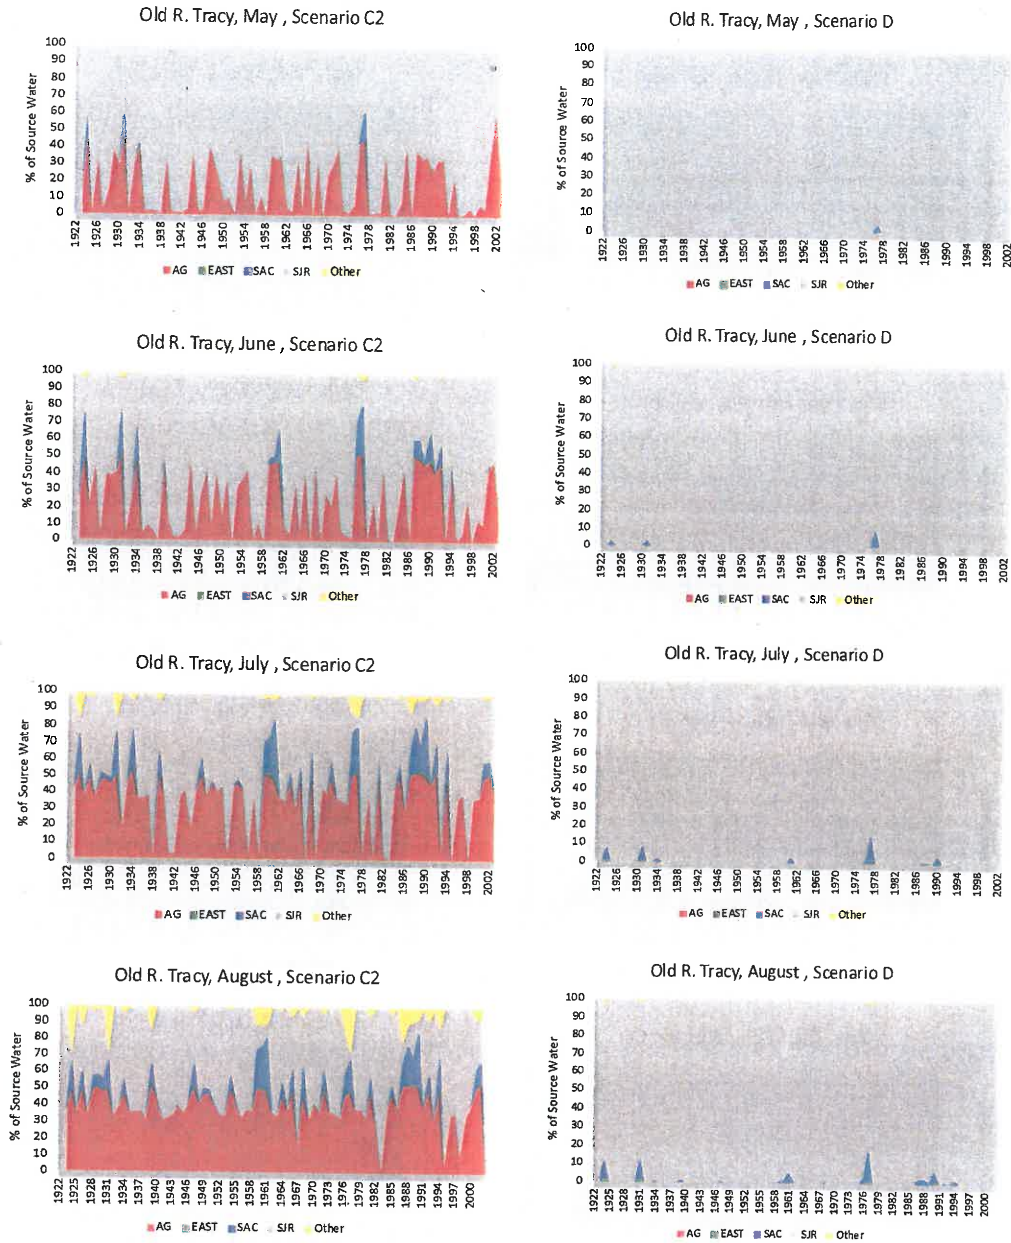 Old R. Tracy, May , Scenario C2
% of Source Water
100
90
80
70
60
50
40
30
20
10
0
1922 1926 1930 1934 1938 1942 1946 1950 1954 1958 1962 1966 1970 1974 1978 1982 1986 1990 1994 1998 2002
AG EAST SAC SJR Other
Old R. Tracy, May , Scenario D
% of Source Water
100
90
80
70
60
50
40
30
20
10
0
1922 1926 1930 1934 1938 1942 1946 1950 1954 1958 1962 1966 1970 1974 1978 1982 1986 1990 1994 1998 2002
AG EAST SAC SJR Other
Old R. Tracy, June , Scenario C2
% of Source Water
100
90
80
70
60
50
40
30
20
10
0
1922 1926 1930 1934 1938 1942 1946 1950 1954 1958 1962 1966 1970 1974 1978 1982 1986 1990 1994 1998 2002
AG EAST SAC SJR Other
Old R. Tracy, June , Scenario D
% of Source Water
100
90
80
70
60
50
40
30
20
10
0
1922 1926 1930 1934 1938 1942 1946 1950 1954 1958 1962 1966 1970 1974 1978 1982 1986 1990 1994 1998 2002
AG EAST SAC SJR Other
Old R. Tracy, July , Scenario C2
% of Source Water
100
90
80
70
60
50
40
30
20
10
0
1922 1926 1930 1934 1938 1942 1946 1950 1954 1958 1962 1966 1970 1974 1978 1982 1986 1990 1994 1998 2002
AG EAST SAC SJR Other
Old R. Tracy, July , Scenario D
% of Source Water
100
90
80
70
60
50
40
30
20
10
0
1922 1926 1930 1934 1938 1942 1946 1950 1954 1958 1962 1966 1970 1974 1978 1982 1986 1990 1994 1998 2002
AG EAST SAC SJR Other
Old R. Tracy, August , Scenario C2
% of Source Water
100
90
80
70
60
50
40
30
20
10
0
1922 1925 1928 1931 1934 1937 1940 1943 1946 1949 1952 1955 1958 1961 1964 1967 1970 1973 1976 1979 1982 1985 1988 1991 1994 1997 2000
AG EAST SAC SJR Other
Old R. Tracy, August , Scenario D
% of Source Water
100
90
80
70
60
50
40
30
20
10
0
1922 1925 1928 1931 1934 1937 1940 1943 1946 1949 1952 1955 1958 1961 1964 1967 1970 1973 1976 1979 1982 1985 1988 1991 1994 1997 2000
AG EAST SAC SJR Other